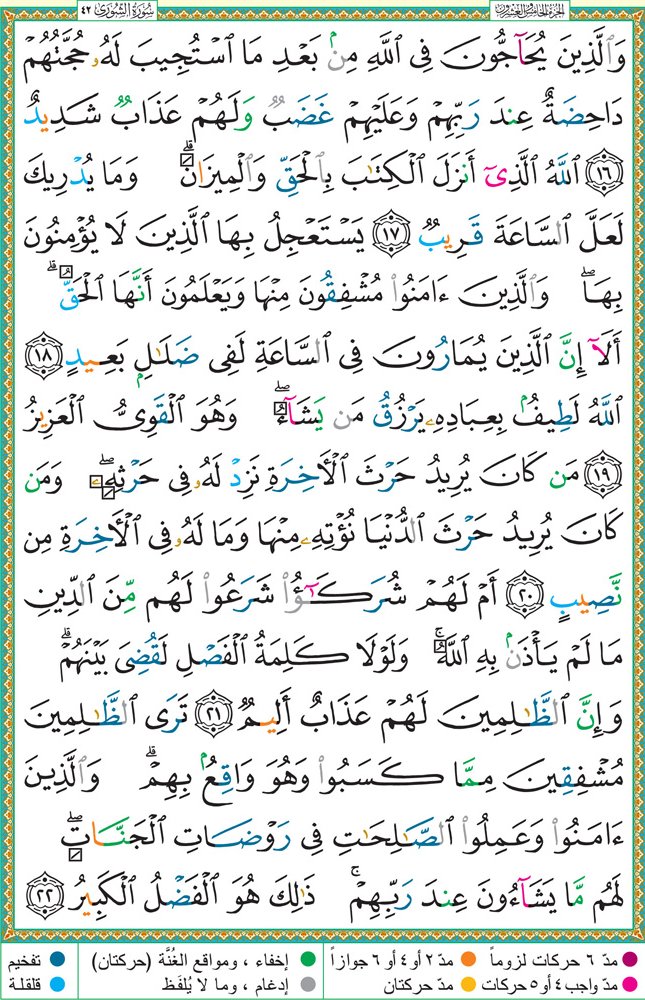 الجزء الخامس والعشرون
سورة الشورى ٤٢
وَٱلَّذِينَ يُحَآجُّونَ فِي ٱللَّهِ مِنۢ بَعۡدِ مَا ٱسۡتُجِيبَ لَهُۥ حُجَّتُهُمۡ
دَاحِضَةٌ عِندَ رَبِّهِمۡ وَعَلَيۡهِمۡ غَضَبٞ وَلَهُمۡ عَذَابٞ شَدِيدٌ
١٦ ٱللَّهُ ٱلَّذِيٓ أَنزَلَ ٱلۡكِتَٰبَ بِٱلۡحَقِّ وَٱلۡمِيزَانَۗ وَمَا يُدۡرِيكَ
لَعَلَّ ٱلسَّاعَةَ قَرِيبٞ ١٧ يَسۡتَعۡجِلُ بِهَا ٱلَّذِينَ لَا يُؤۡمِنُونَ
بِهَاۖ وَٱلَّذِينَ ءَامَنُواْ مُشۡفِقُونَ مِنۡهَا وَيَعۡلَمُونَ أَنَّهَا ٱلۡحَقُّۗ
أَلَآ إِنَّ ٱلَّذِينَ يُمَارُونَ فِي ٱلسَّاعَةِ لَفِي ضَلَٰلِۭ بَعِيدٍ ١٨
ٱللَّهُ لَطِيفُۢ بِعِبَادِهِۦ يَرۡزُقُ مَن يَشَآءُۖ وَهُوَ ٱلۡقَوِيُّ ٱلۡعَزِيزُ
١٩ مَن كَانَ يُرِيدُ حَرۡثَ ٱلۡأٓخِرَةِ نَزِدۡ لَهُۥ فِي حَرۡثِهِۦۖ وَمَن
كَانَ يُرِيدُ حَرۡثَ ٱلدُّنۡيَا نُؤۡتِهِۦ مِنۡهَا وَمَا لَهُۥ فِي ٱلۡأٓخِرَةِ مِن
نَّصِيبٍ ٢٠ أَمۡ لَهُمۡ شُرَكَٰٓؤُاْ شَرَعُواْ لَهُم مِّنَ ٱلدِّينِ
مَا لَمۡ يَأۡذَنۢ بِهِ ٱللَّهُۚ وَلَوۡلَا كَلِمَةُ ٱلۡفَصۡلِ لَقُضِيَ بَيۡنَهُمۡۗ
وَإِنَّ ٱلظَّٰلِمِينَ لَهُمۡ عَذَابٌ أَلِيمٞ ٢١ تَرَى ٱلظَّٰلِمِينَ
مُشۡفِقِينَ مِمَّا كَسَبُواْ وَهُوَ وَاقِعُۢ بِهِمۡۗ وَٱلَّذِينَ
ءَامَنُواْ وَعَمِلُواْ ٱلصَّٰلِحَٰتِ فِي رَوۡضَاتِ ٱلۡجَنَّاتِۖ
لَهُم مَّا يَشَآءُونَ عِندَ رَبِّهِمۡۚ ذَٰلِكَ هُوَ ٱلۡفَضۡلُ ٱلۡكَبِيرُ ٢٢
مدّ ٦ حركات لزوماً مدّ ٢ أو ٤ أو ٦ جوازاً إخفاء ، ومواقع الغُنَّة (حركتان) تفخيم
مدّ واجب ٤ أو ٥ حركات مدّ حركتان إدغام ، وما لا يُلفَظ قلقلة